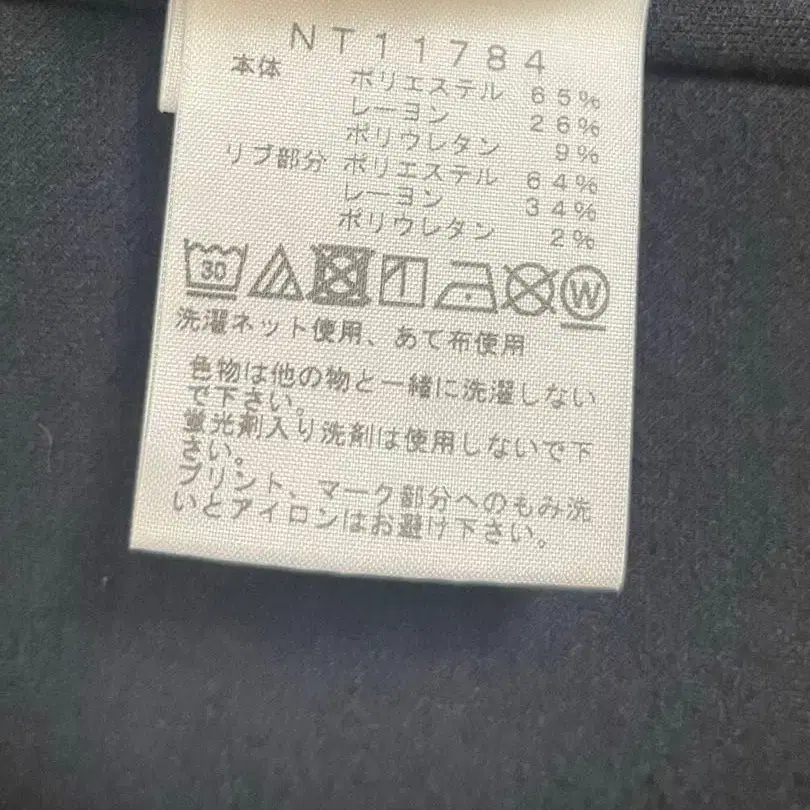 NT11784
本体 ポリエステル 65%
レーヨン 26%
ポリウレタン 9%
リブ部分 ポリエステル 64%
レーヨン 34%
ポリウレタン 2%
30 W
洗濯ネット使用、あて布使用
色物は他の物と一緒に洗濯しない
で下さい。
蛍光剤入り洗剤は使用しないで下
さい。
プリント、マーク部分へのもみ洗
いとアイロンはお避け下さい。